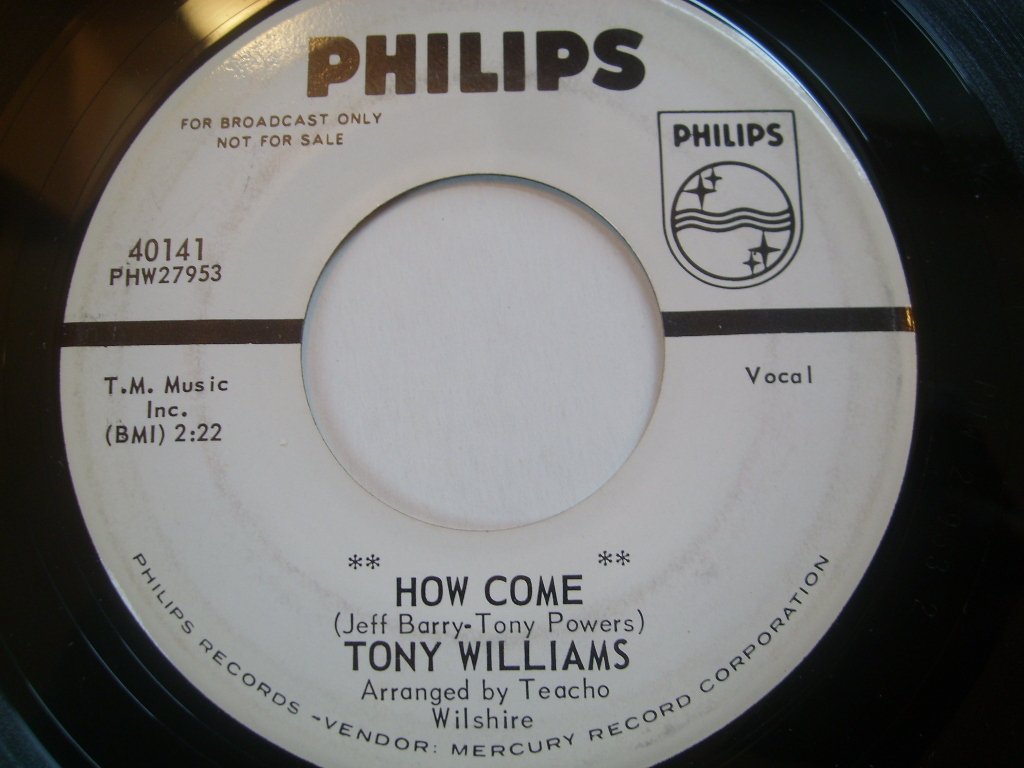 PHILIPS
FOR BROADCAST ONLY
NOT FOR SALE
PHILIPS
40141
PHW27953
T.M. Music
Inc.
(BMI) 2:22
Vocal
** **
HOW COME
(Jeff Barry-Tony Powers)
TONY WILLIAMS
Arranged by Teacho
Wilshire
PHILIPS RECORDS -VENDOR: MERCURY RECORD CORPORATION